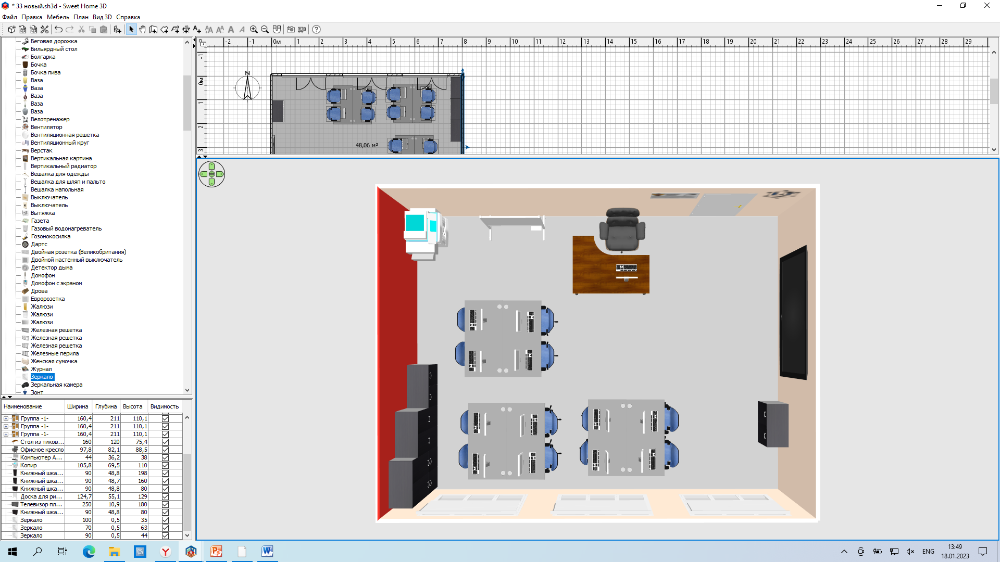 * 33 новый.sh3d - Sweet Home 3D
Файл Правка Мебель План Вид 3D Справка
Беговая дорожка
Бильярдный стол
Болгарка
Бочка
Бочка пива
Ваза
Ваза
Ваза
Ваза
Ваза
Велотренажер
Вентилятор
Вентиляционная решетка
Вентиляционный круг
Верстак
Вертикальная картина
Вертикальный радиатор
Вешалка для одежды
Вешалка для шляп и пальто
Вешалка напольная
Выключатель
Выключатель
Вытяжка
Газета
Газовый водонагреватель
Гозонокосилка
Дартс
Двойная розетка (Великобритания)
Двойной настенный выключатель
Детектор дыма
Домофон
Домофон с экраном
Дрова
Евророзетка
Жалюзи
Жалюзи
Жалюзи
Железная решетка
Железная решетка
Железная решетка
Железные перила
Женская сумочка
Журнал
Зеркало
Зеркальная камера
Зонт
Наименование Ширина Глубина Высота Видимость
Группа -1- 160,4 211 110,1
Группа -1- 160,4 211 110,1
Группа -1- 160,4 211 110,1
Стол из тиков... 160 120 75,4
Офисное кресло 97,8 82,1 88,5
Компьютер A... 44 36,2 38
Копир 105,8 69,5 110
Книжный шка... 90 48,8 198
Книжный шка... 90 48,7 160
Книжный шка... 90 48,8 80
Доска для ри... 124,7 55,1 129
Телевизор пл... 250 10,9 180
Книжный шка... 90 48,8 80
Зеркало 100 0,5 35
Зеркало 70 0,5 63
Зеркало 90 0,5 44
-2 -1 0м 1 2 3 4 5 6 7 8 9 10 11 12 13 14 15 16 17 18 19 20 21 22 23 24 25 26 27 28 29
-1
0м
1
2
3
N
48,06 м²
ENG
13:49
18.01.2023